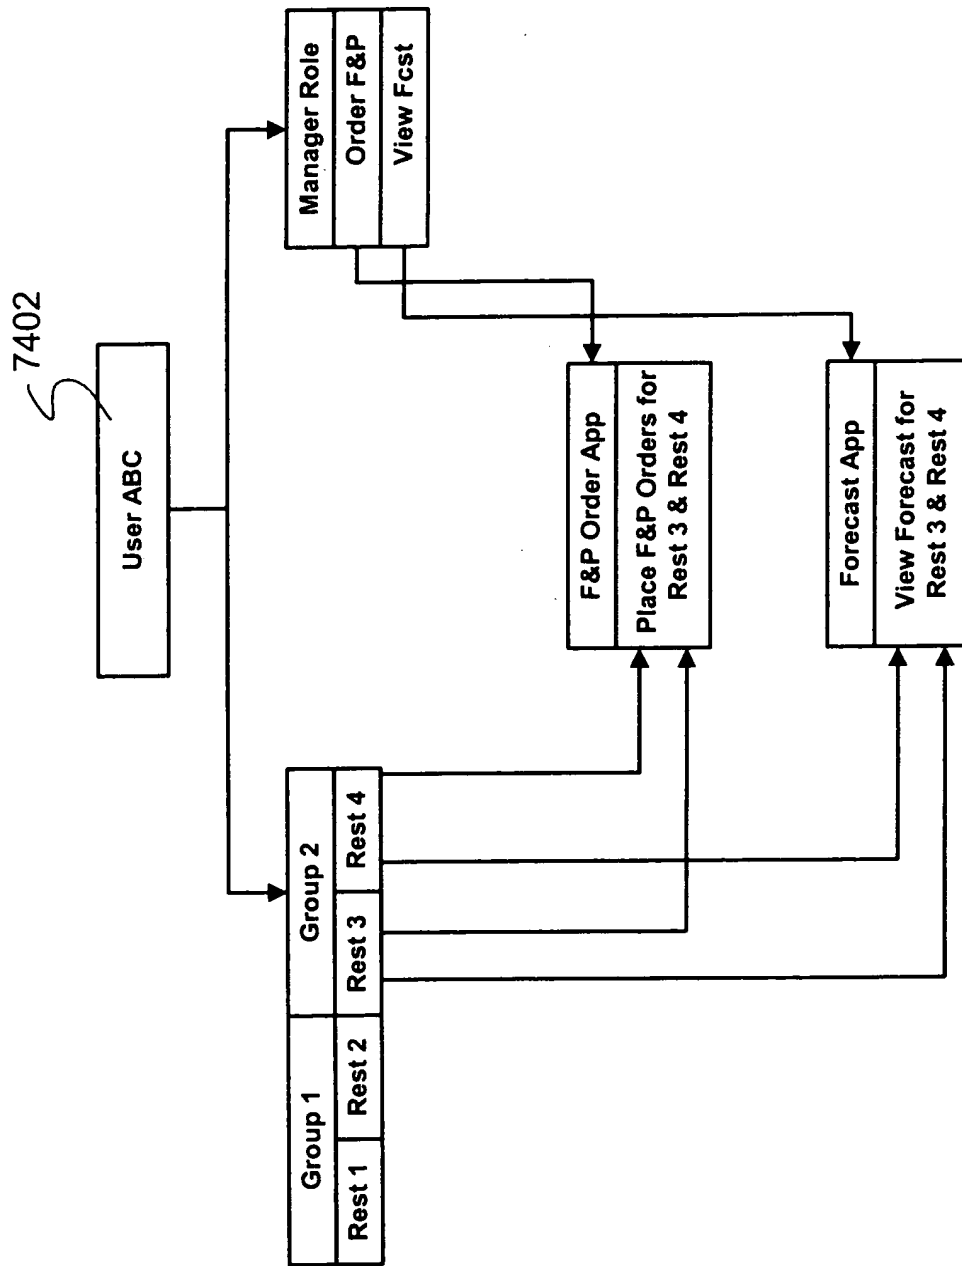 7402
User ABC
Group 1
Group 2
Rest 1
Rest 2
Rest 3
Rest 4
Manager Role
Order F&P
View Fcst
F&P Order App
Place F&P Orders for
Rest 3 & Rest 4
Forecast App
View Forecast for
Rest 3 & Rest 4